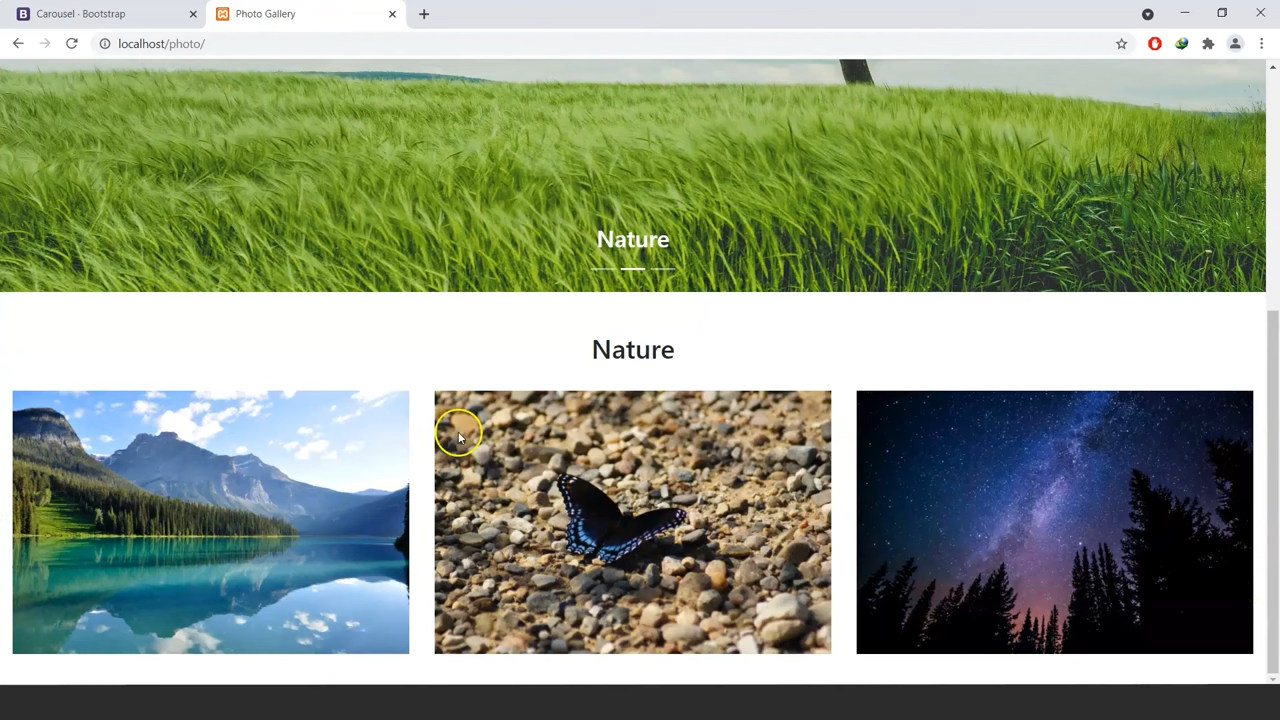 Carousel · Bootstrap
Photo Gallery
localhost/photo/
Nature
Nature